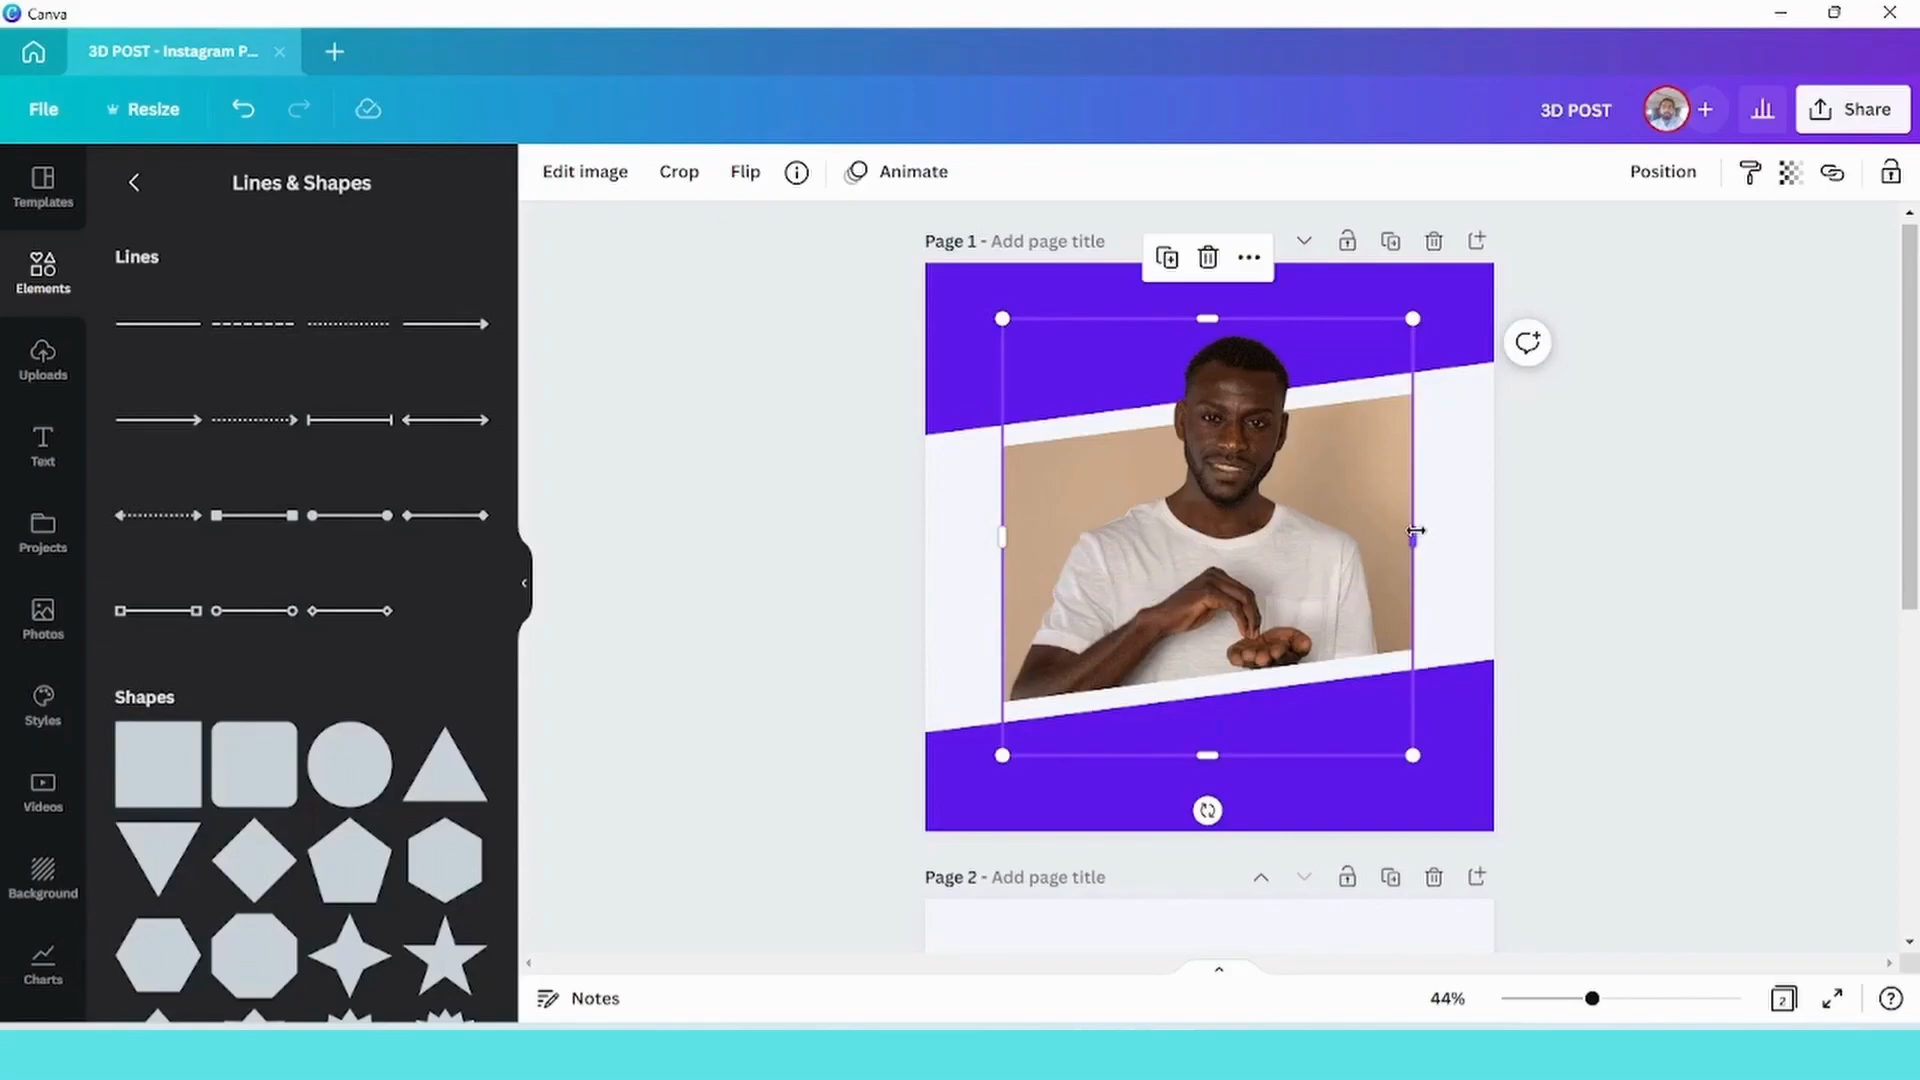 Canva
3D POST - Instagram P...
File
Resize
3D POST
Share
Templates
Elements
Uploads
Text
Projects
Photos
Styles
Videos
Background
Charts
Lines & Shapes
Lines
Shapes
Edit image
Crop
Flip
Animate
Position
Page 1 - Add page title
Page 2 - Add page title
Notes
44%
2